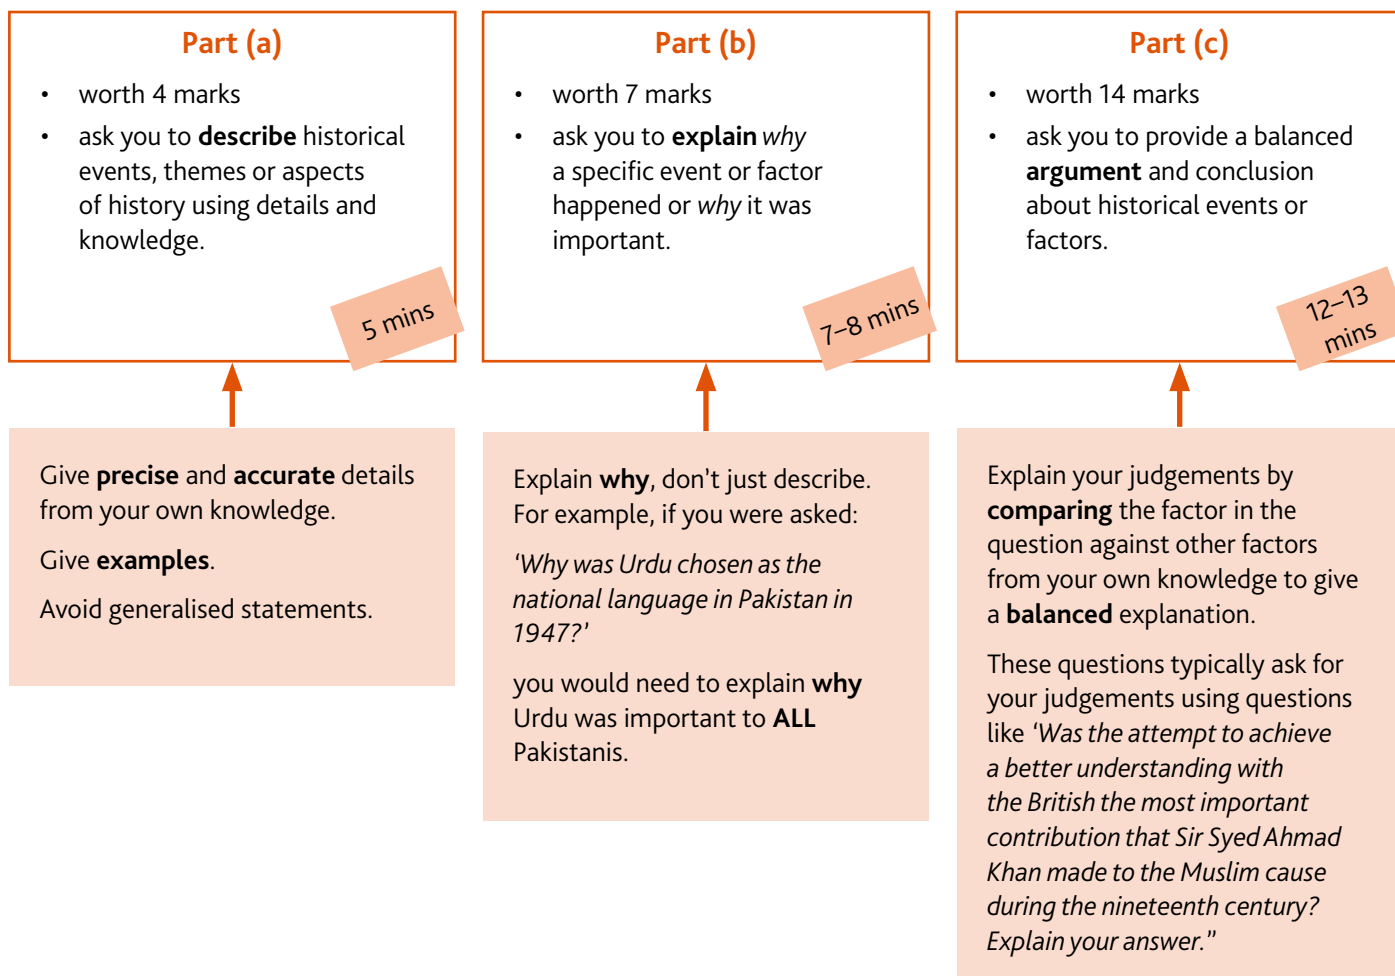 Part (a)
• worth 4 marks
• ask you to describe historical
events, themes or aspects
of history using details and
knowledge.
5 mins
Give precise and accurate details
from your own knowledge.
Give examples.
Avoid generalised statements.
Part (b)
• worth 7 marks
• ask you to explain why
a specific event or factor
happened or why it was
important.
7–8 mins
Explain why, don’t just describe.
For example, if you were asked:
‘Why was Urdu chosen as the
national language in Pakistan in
1947?’
you would need to explain why
Urdu was important to ALL
Pakistanis.
Part (c)
• worth 14 marks
• ask you to provide a balanced
argument and conclusion
about historical events or
factors.
12–13
mins
Explain your judgements by
comparing the factor in the
question against other factors
from your own knowledge to give
a balanced explanation.
These questions typically ask for
your judgements using questions
like ‘Was the attempt to achieve
a better understanding with
the British the most important
contribution that Sir Syed Ahmad
Khan made to the Muslim cause
during the nineteenth century?
Explain your answer.”